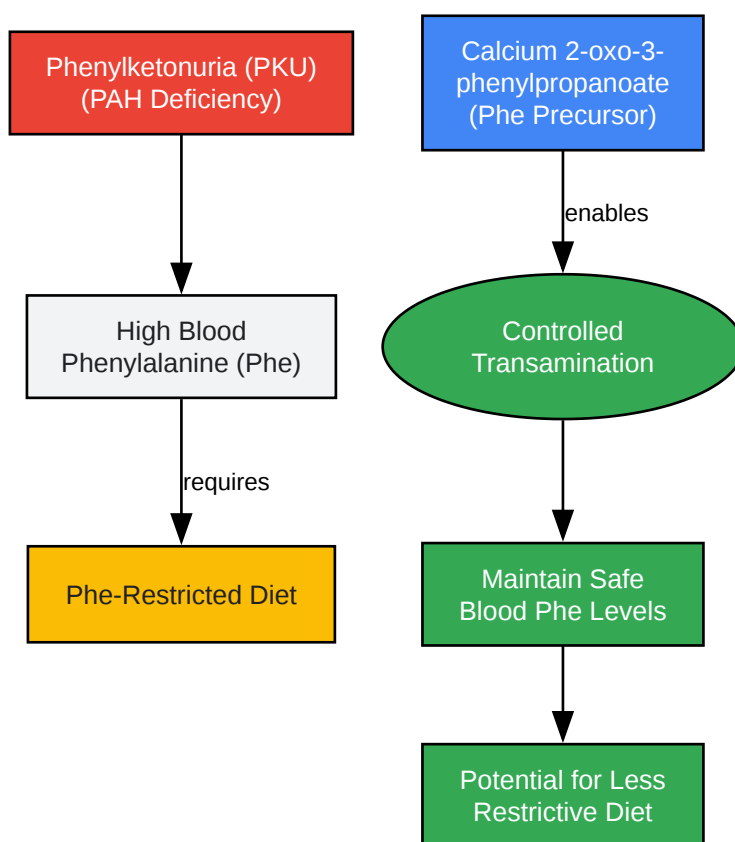 Phenylketonuria (PKU)
(PAH Deficiency)
High Blood
Phenylalanine (Phe)
requires
Phe-Restricted Diet
Calcium 2-oxo-3-
phenylpropanoate
(Phe Precursor)
enables
Controlled
Transamination
Maintain Safe
Blood Phe Levels
Potential for Less
Restrictive Diet